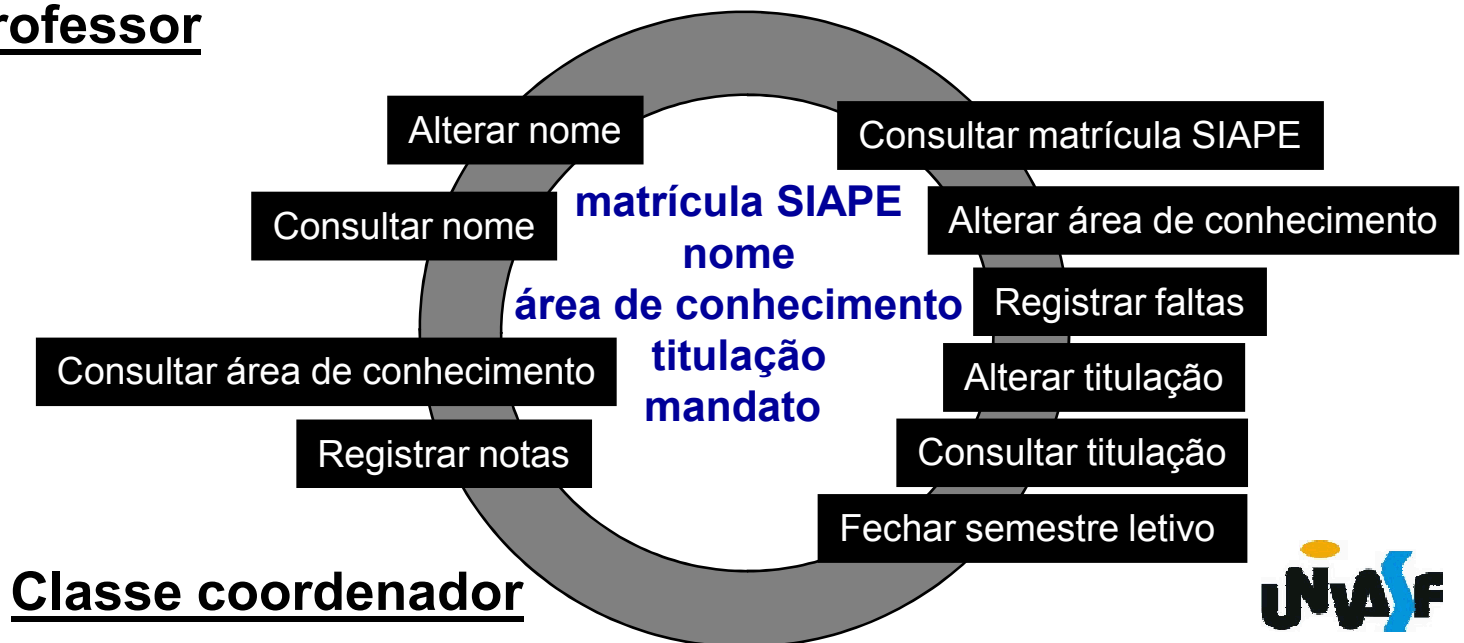 rofessor
Alterar nome
Consultar matrícula SIAPE
matrícula SIAPE
Consultar nome
Alterar área de conhecimento
nome
Registrar faltas
área de conhecimento
Consultar área de conhecimento
titulação
Alterar titulação
mandato
Registrar notas
Consultar titulação
Fechar semestre letivo
Classe coordenador
UNIVASF